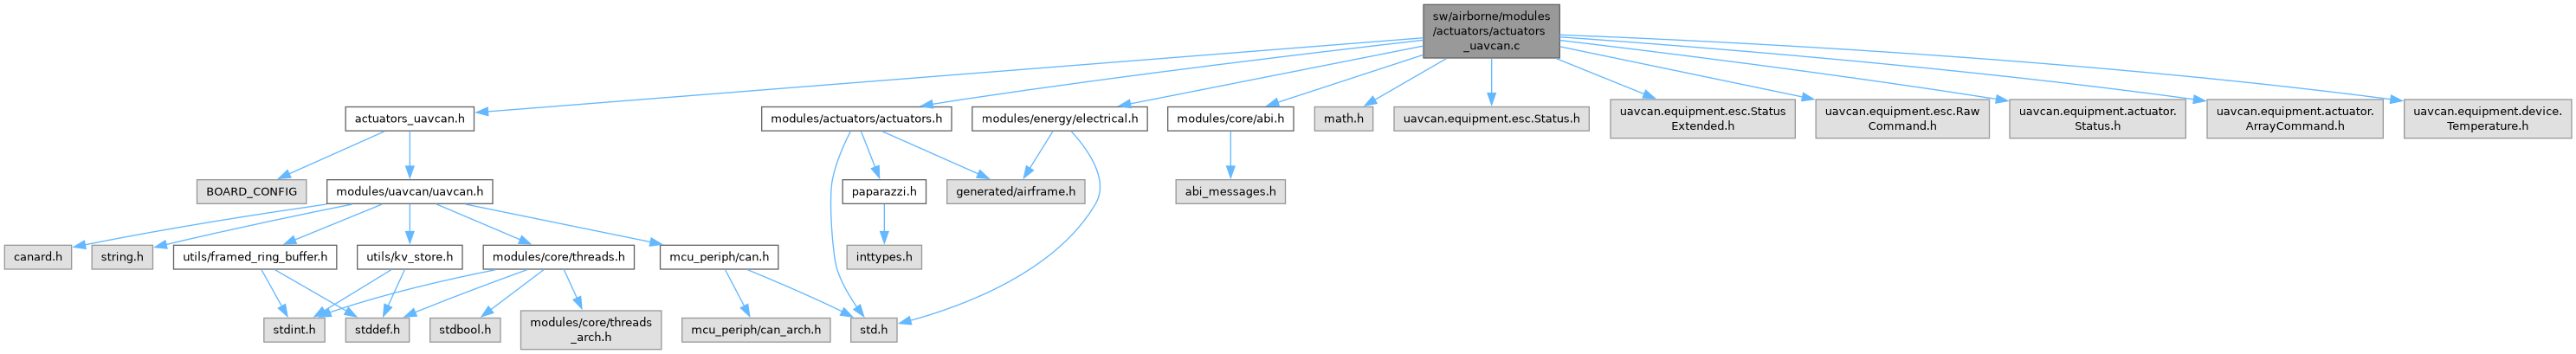 sw/airborne/modules
/actuators/actuators
_uavcan.c
actuators_uavcan.h
modules/actuators/actuators.h
modules/energy/electrical.h
modules/core/abi.h
math.h
uavcan.equipment.esc.Status.h
uavcan.equipment.esc.Status
Extended.h
uavcan.equipment.esc.Raw
Command.h
uavcan.equipment.actuator.
Status.h
uavcan.equipment.actuator.
ArrayCommand.h
uavcan.equipment.device.
Temperature.h
BOARD_CONFIG
modules/uavcan/uavcan.h
paparazzi.h
generated/airframe.h
abi_messages.h
canard.h
string.h
utils/framed_ring_buffer.h
utils/kv_store.h
modules/core/threads.h
mcu_periph/can.h
inttypes.h
stdint.h
stddef.h
stdbool.h
modules/core/threads
_arch.h
mcu_periph/can_arch.h
std.h